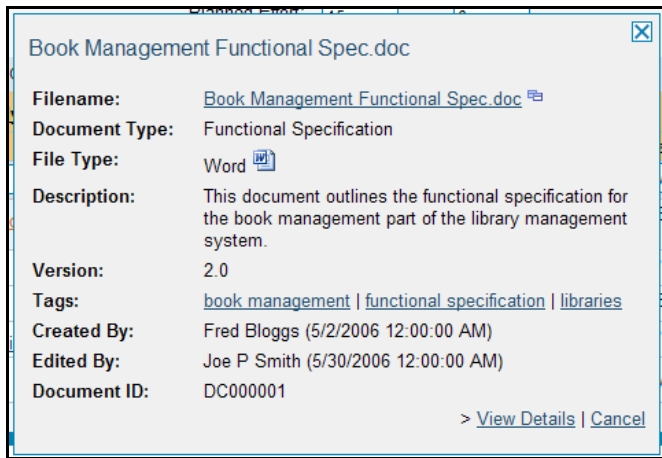 Book Management Functional Spec.doc
Filename: Book Management Functional Spec.doc
Document Type: Functional Specification
File Type: Word
Description: This document outlines the functional specification for
the book management part of the library management
system.
Version: 2.0
Tags: book management | functional specification | libraries
Created By: Fred Bloggs (5/2/2006 12:00:00 AM)
Edited By: Joe P Smith (5/30/2006 12:00:00 AM)
Document ID: DC000001
> View Details | Cancel